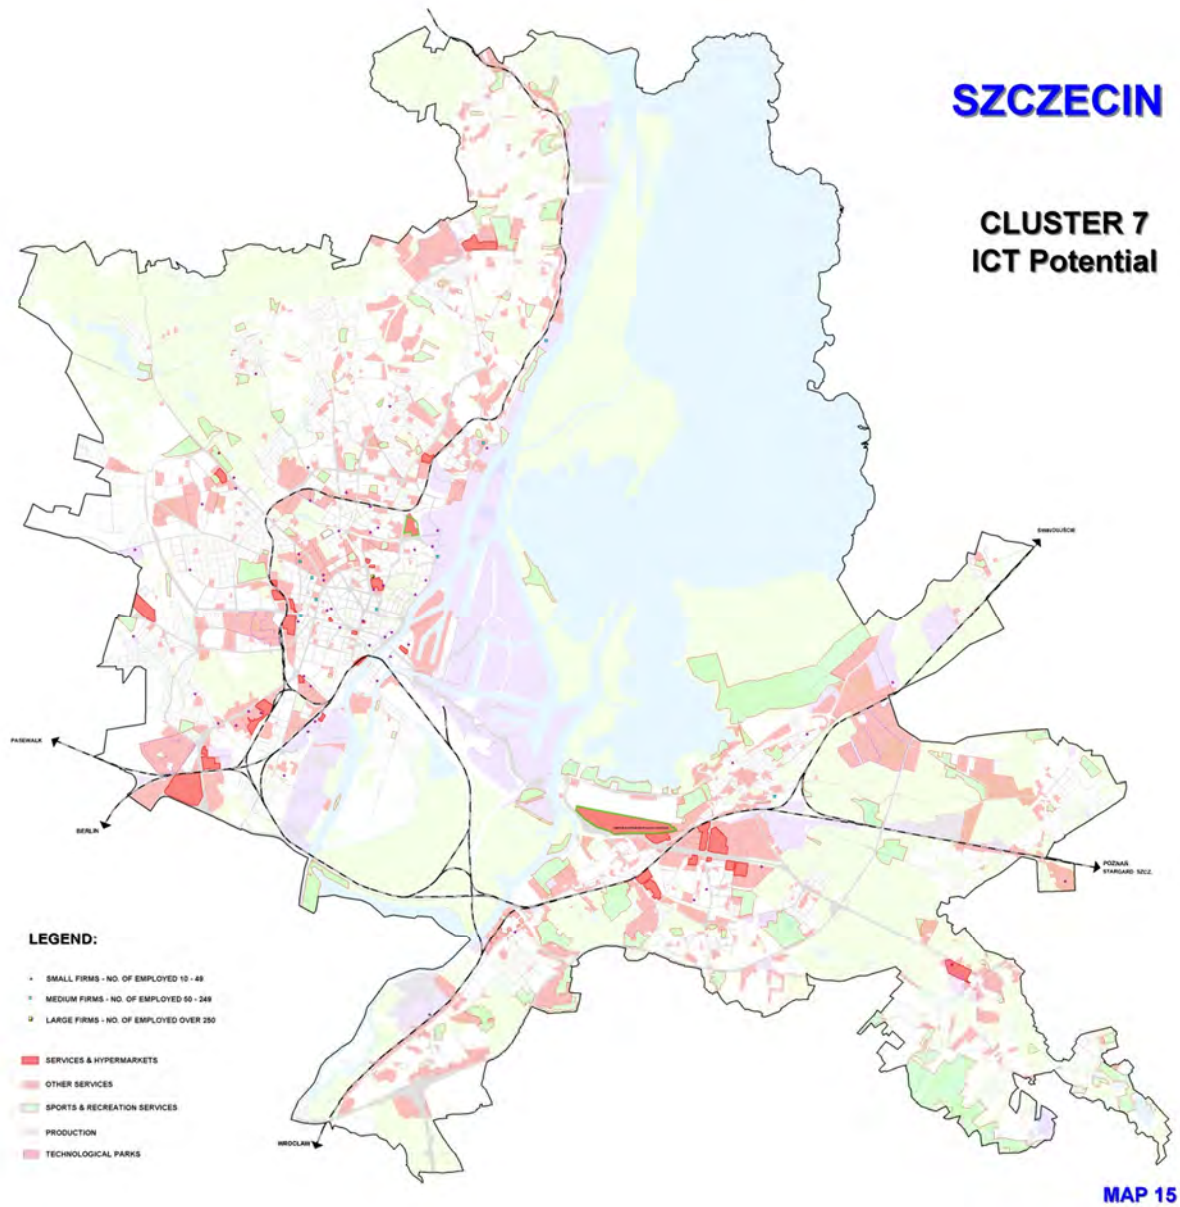 SZCZECIN
CLUSTER 7
ICT Potential
ŚWINOUJŚCIE
PASEWALK
BERLIN
POZNAŃ
STARGARD SZCZ.
WROCŁAW
LEGEND:
SMALL FIRMS - NO. OF EMPLOYED 10 - 49
MEDIUM FIRMS - NO. OF EMPLOYED 50 - 249
LARGE FIRMS - NO. OF EMPLOYED OVER 250
SERVICES & HYPERMARKETS
OTHER SERVICES
SPORTS & RECREATION SERVICES
PRODUCTION
TECHNOLOGICAL PARKS
MAP 15